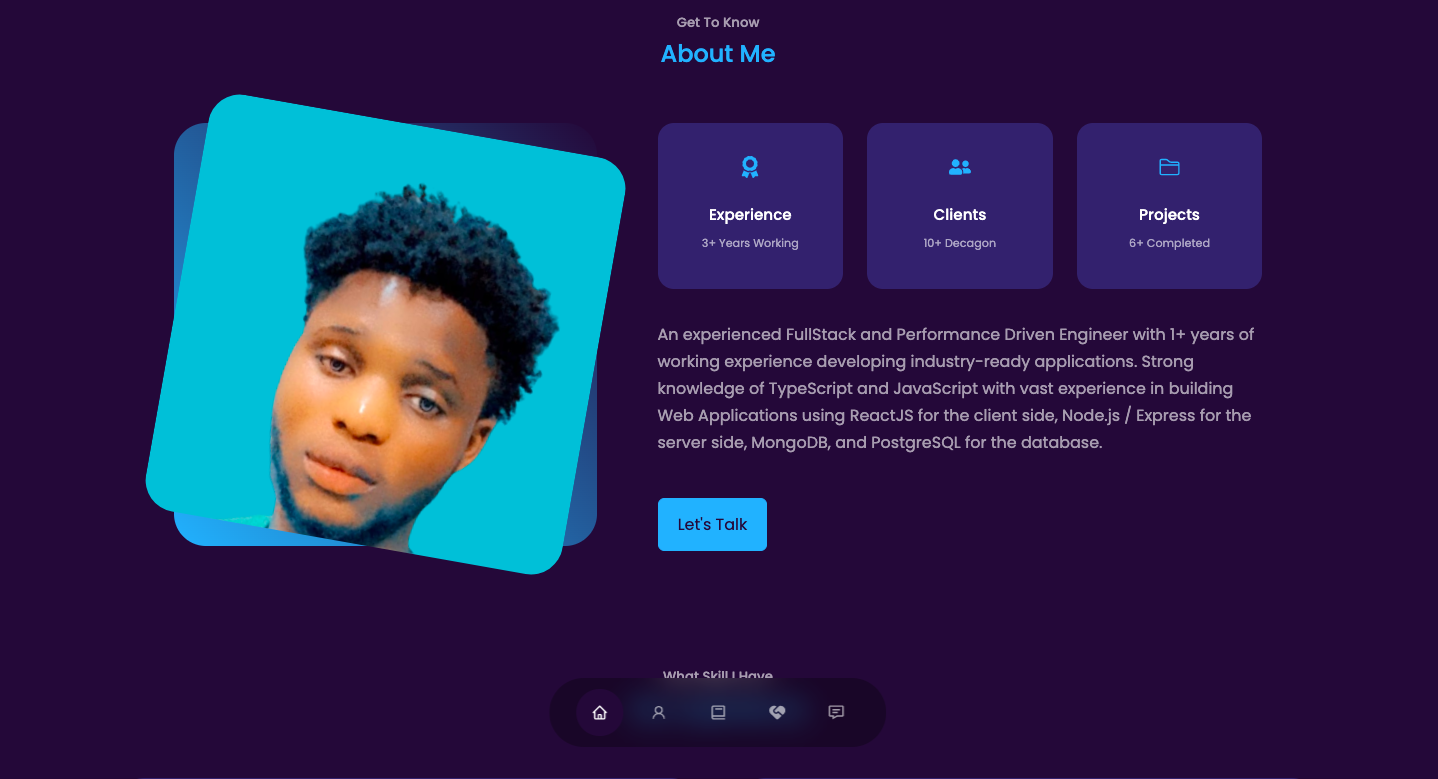 Get To Know
About Me
Experience
3+ Years Working
Clients
10+ Decagon
Projects
6+ Completed
An experienced FullStack and Performance Driven Engineer with 1+ years of
working experience developing industry-ready applications. Strong
knowledge of TypeScript and JavaScript with vast experience in building
Web Applications using ReactJS for the client side, Node.js / Express for the
server side, MongoDB, and PostgreSQL for the database.
Let's Talk
What Skill I Have